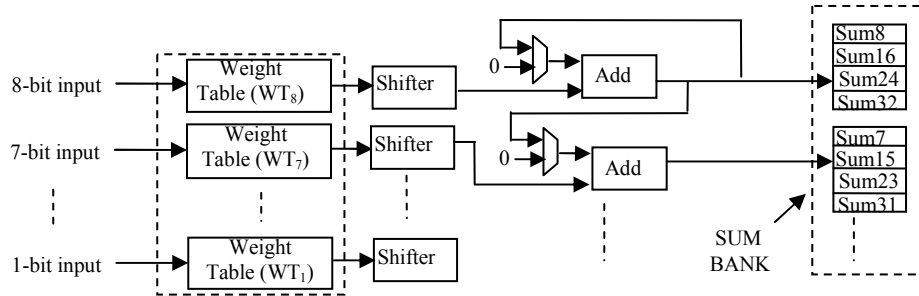 8-bit input
Weight
Table (WT₈)
Shifter
0
Add
Sum8
Sum16
Sum24
Sum32
7-bit input
Weight
Table (WT₇)
Shifter
0
Add
Sum7
Sum15
Sum23
Sum31
1-bit input
Weight
Table (WT₁)
Shifter
SUM
BANK